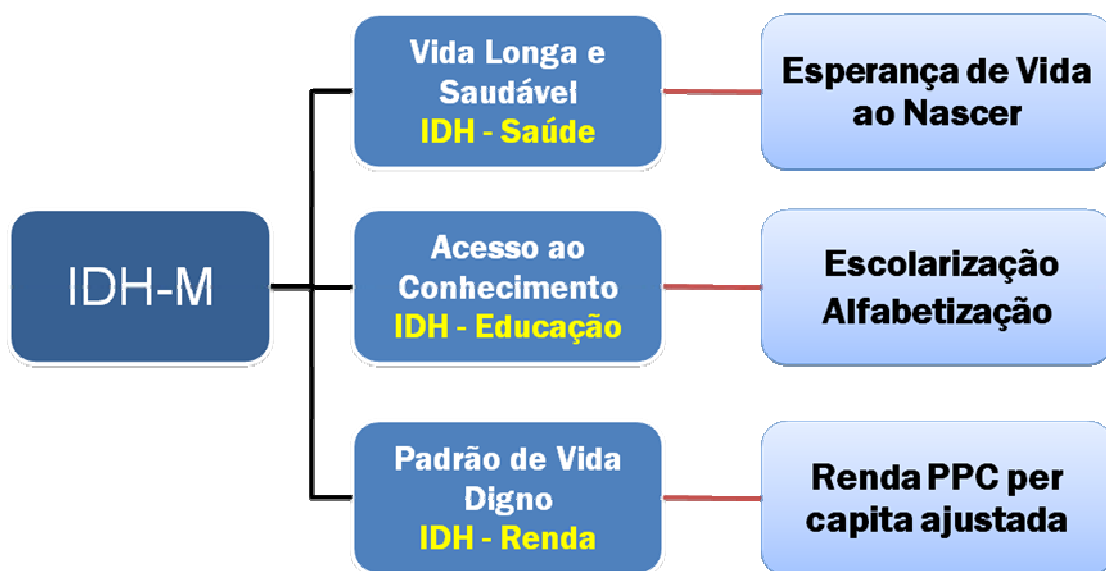 IDH-M
Vida Longa e
Saudável
IDH - Saúde
Esperança de Vida
ao Nascer
Acesso ao
Conhecimento
IDH - Educação
Escolarização
Alfabetização
Padrão de Vida
Digno
IDH - Renda
Renda PPC per
capita ajustada